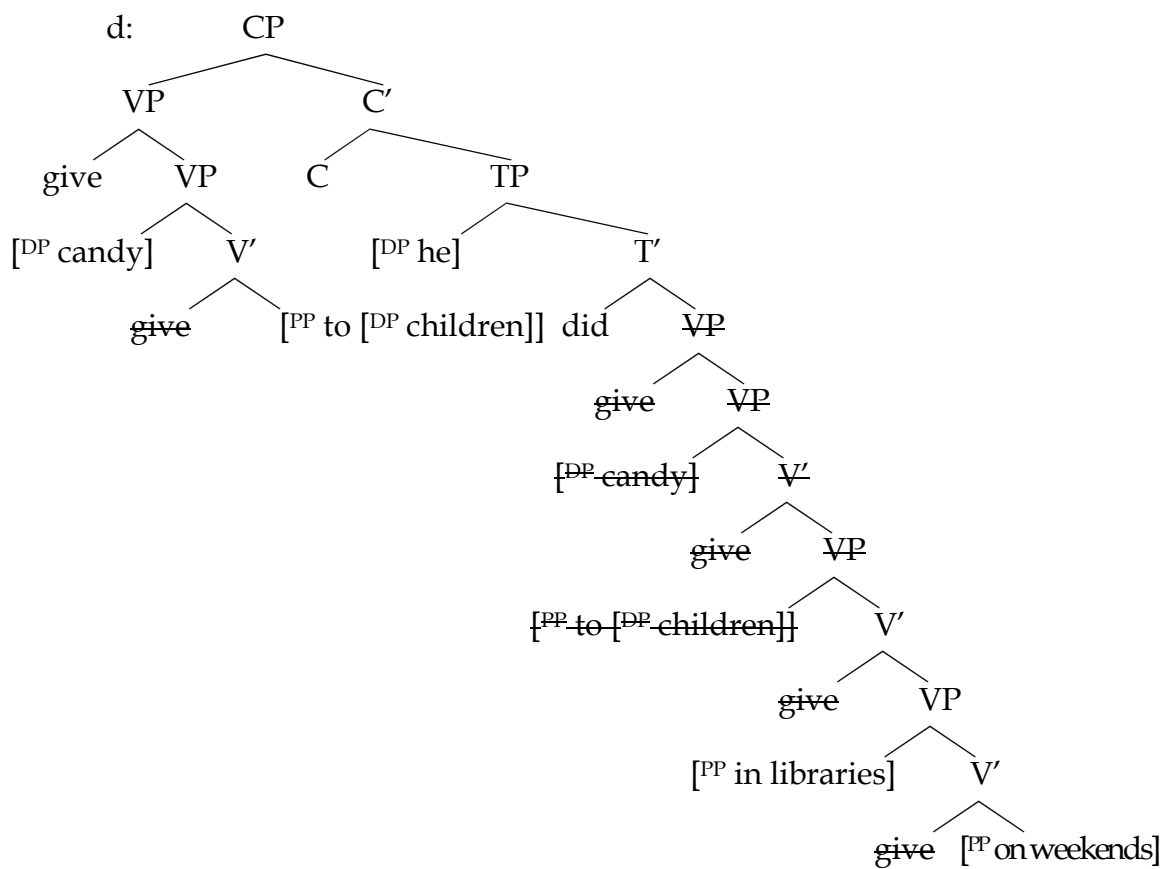 d: CP
VP C′
give VP C TP
[DP candy] V′ [DP he] T′
give [PP to [DP children]] did VP
give VP
[DP candy] V′
give VP
[PP to [DP children]] V′
give VP
[PP in libraries] V′
give [PP on weekends]